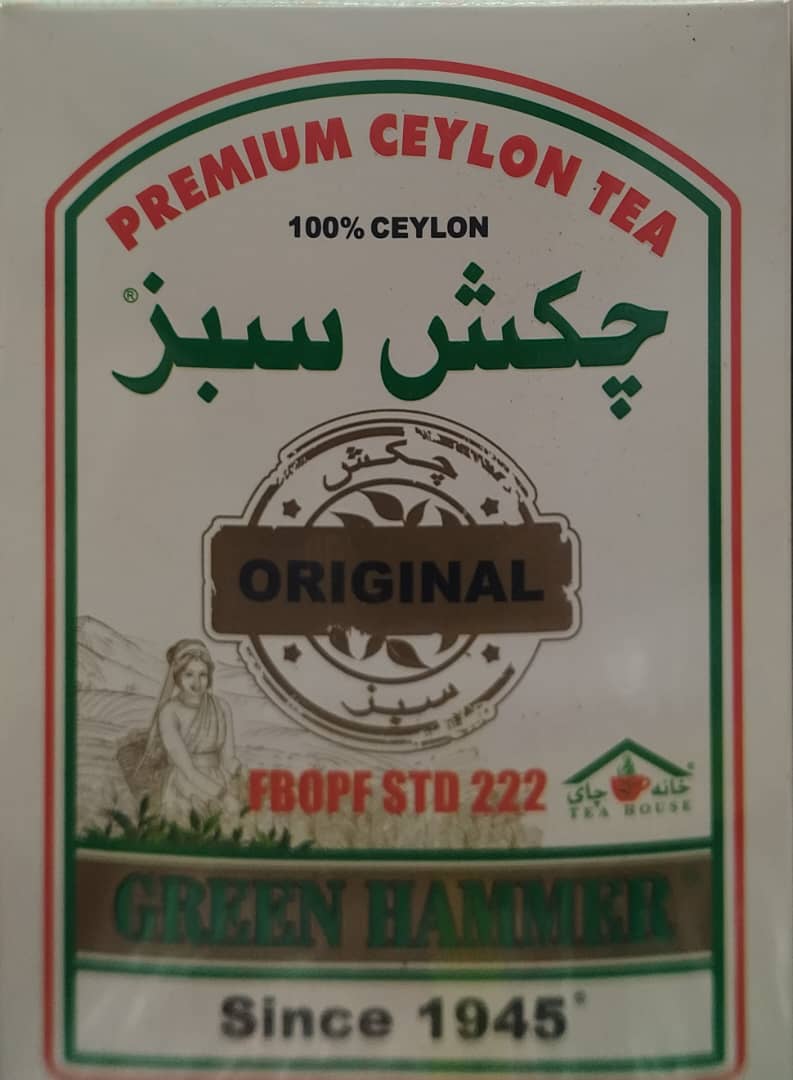 PREMIUM CEYLON TEA
100% CEYLON
چکش سبز®
چکش
ORIGINAL
سبز
FBOPF STD 222
خانه چای®
TEA HOUSE
GREEN HAMMER®
Since 1945®